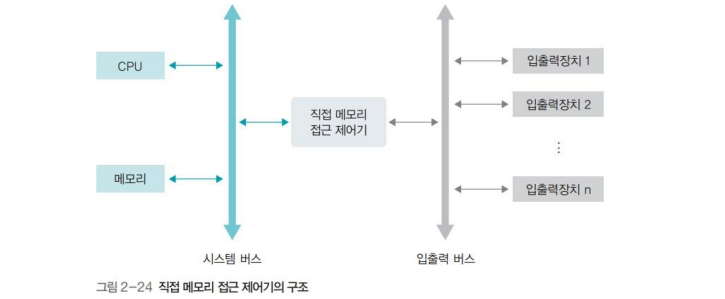 CPU
메모리
직접 메모리
접근 제어기
입출력장치 1
입출력장치 2
⋮
입출력장치 n
시스템 버스
입출력 버스
그림 2-24 직접 메모리 접근 제어기의 구조